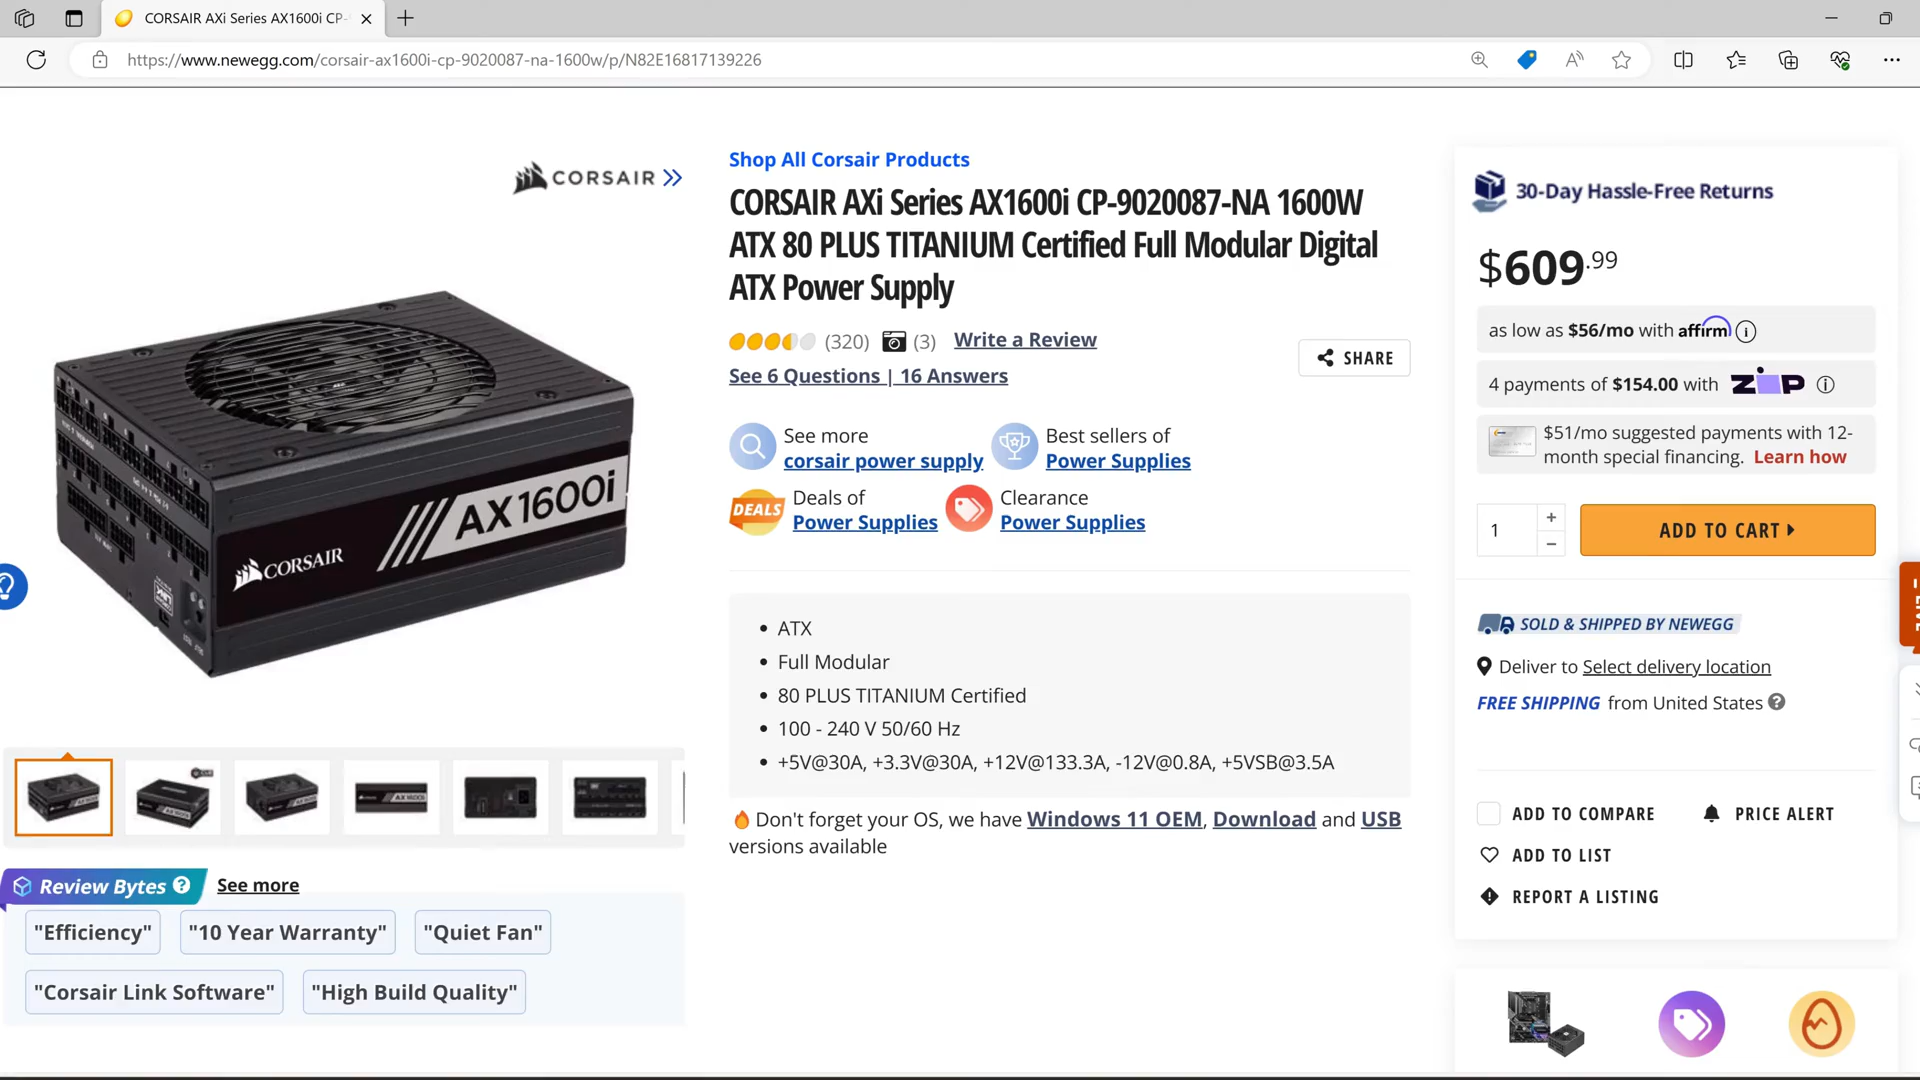 CORSAIR AXi Series AX1600i CP-
https://www.newegg.com/corsair-ax1600i-cp-9020087-na-1600w/p/N82E16817139226
CORSAIR
AX1600i
CORSAIR
Review Bytes ? See more
"Efficiency" "10 Year Warranty" "Quiet Fan"
"Corsair Link Software" "High Build Quality"
Shop All Corsair Products
CORSAIR AXi Series AX1600i CP-9020087-NA 1600W
ATX 80 PLUS TITANIUM Certified Full Modular Digital
ATX Power Supply
(320) (3) Write a Review
See 6 Questions | 16 Answers
SHARE
See more
corsair power supply
Best sellers of
Power Supplies
DEALS
Deals of
Power Supplies
Clearance
Power Supplies
• ATX
• Full Modular
• 80 PLUS TITANIUM Certified
• 100 - 240 V 50/60 Hz
• +5V@30A, +3.3V@30A, +12V@133.3A, -12V@0.8A, +5VSB@3.5A
Don't forget your OS, we have Windows 11 OEM, Download and USB
versions available
30-Day Hassle-Free Returns
$609.99
as low as $56/mo with affirm
4 payments of $154.00 with ZIP
$51/mo suggested payments with 12-
month special financing. Learn how
1 + −
ADD TO CART
SOLD & SHIPPED BY NEWEGG
Deliver to Select delivery location
FREE SHIPPING from United States ?
ADD TO COMPARE PRICE ALERT
ADD TO LIST
REPORT A LISTING